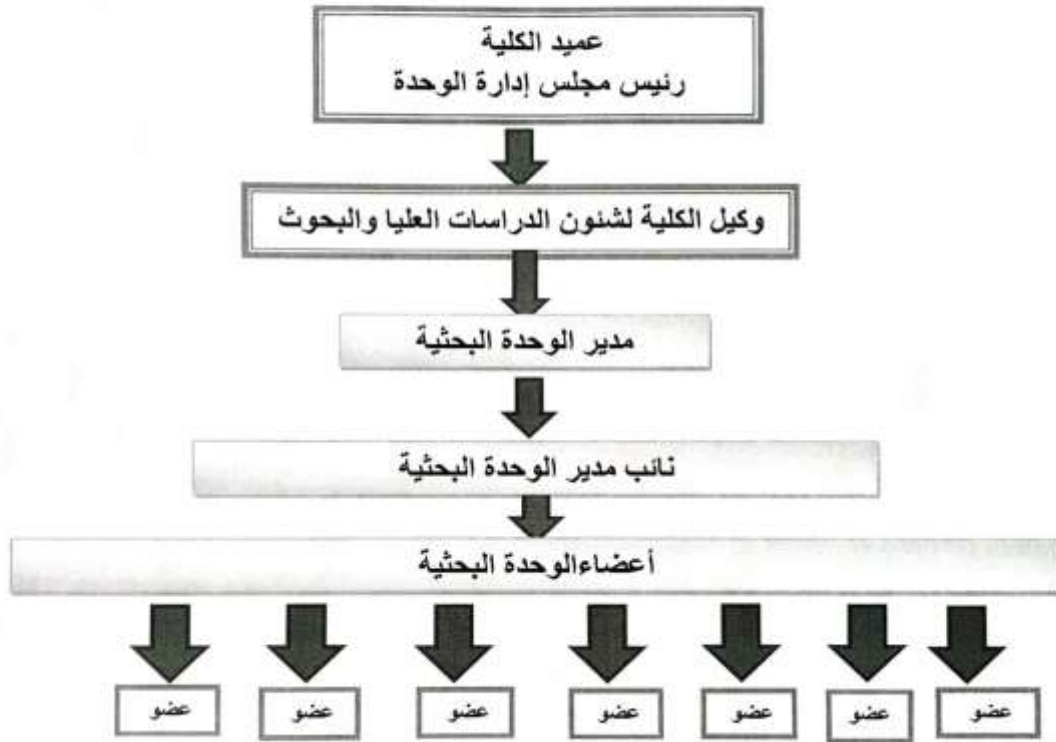 عميد الكلية
رئيس مجلس إدارة الوحدة
وكيل الكلية لشئون الدراسات العليا والبحوث
مدير الوحدة البحثية
نائب مدير الوحدة البحثية
أعضاءالوحدة البحثية
عضو
عضو
عضو
عضو
عضو
عضو
عضو